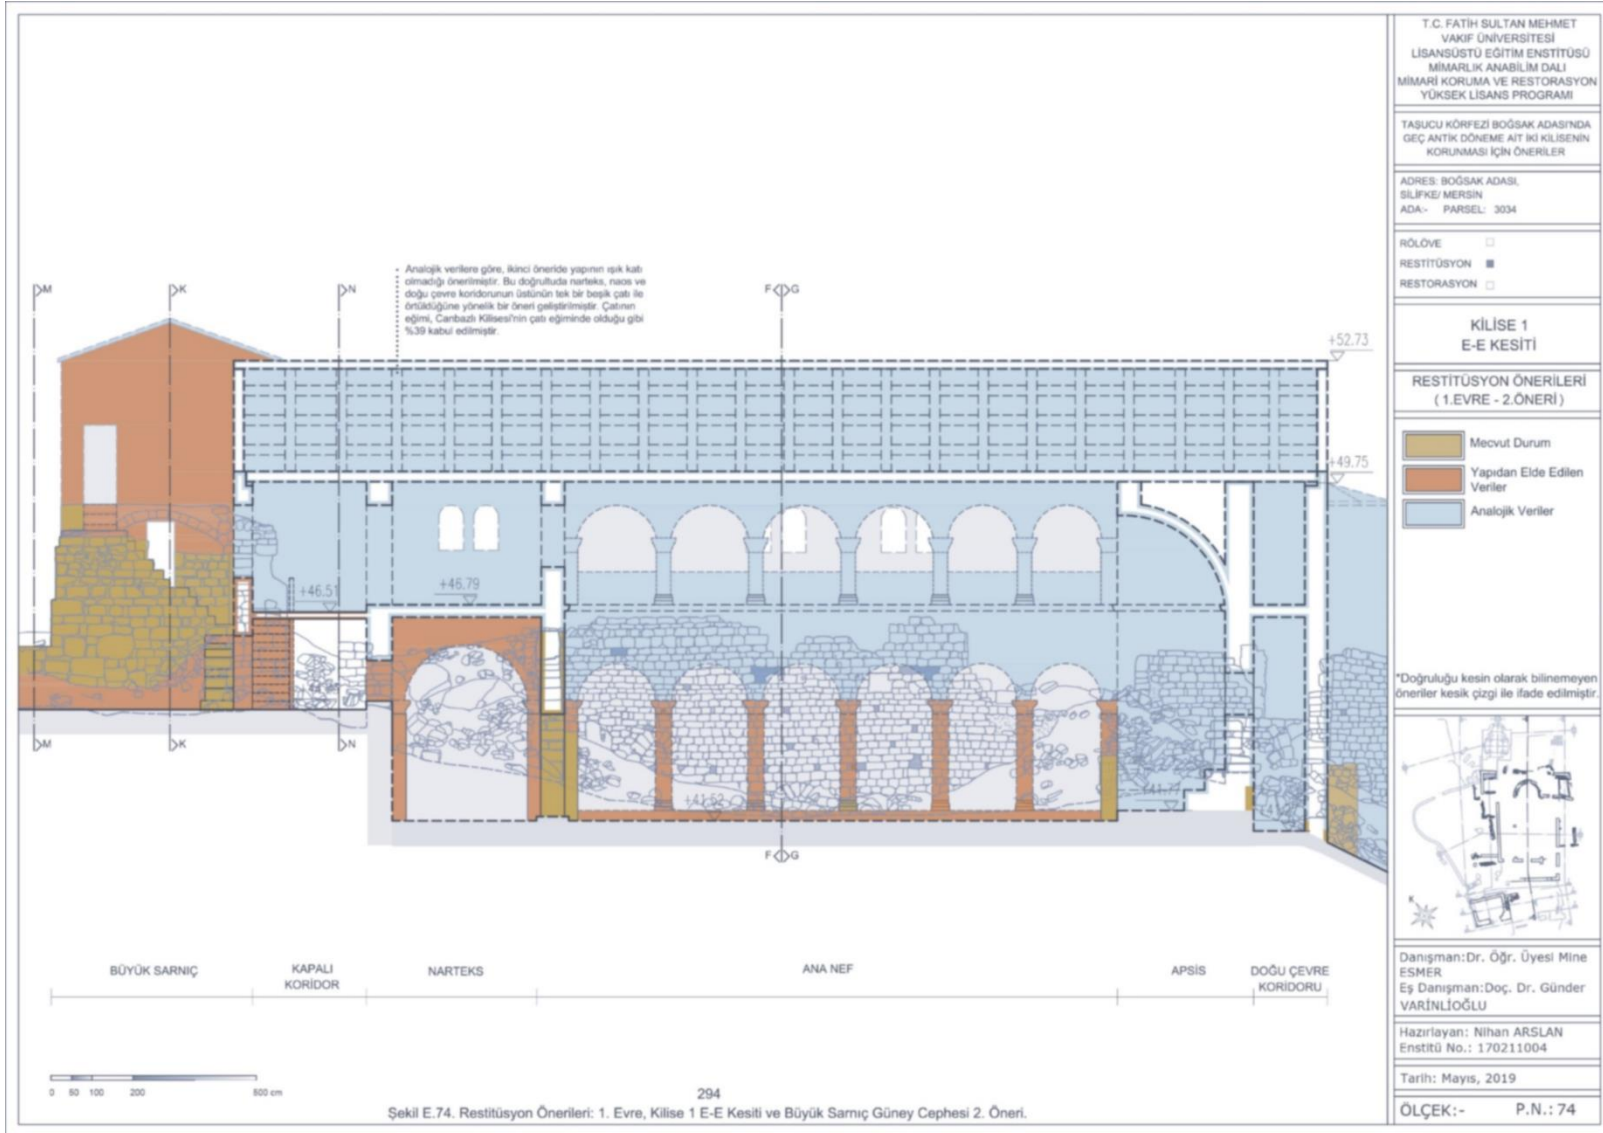 T.C. FATİH SULTAN MEHMET
VAKIF ÜNİVERSİTESİ
LİSANSÜSTÜ EĞİTİM ENSTİTÜSÜ
MİMARLIK ANABİLİM DALI
MİMARİ KORUMA VE RESTORASYON
YÜKSEK LİSANS PROGRAMI
TAŞUCU KÖRFEZİ BOĞSAK ADASI'NDA
GEÇ ANTİK DÖNEME AİT İKİ KİLİSENİN
KORUNMASI İÇİN ÖNERİLER
ADRES: BOĞSAK ADASI,
SİLİFKE/ MERSİN
ADA:- PARSEL: 3034
RÖLÖVE
RESTİTÜSYON
RESTORASYON
KİLİSE 1
E-E KESİTİ
RESTİTÜSYON ÖNERİLERİ
( 1.EVRE - 2.ÖNERİ )
Mecvut Durum
Yapıdan Elde Edilen
Veriler
Analojik Veriler
*Doğruluğu kesin olarak bilinemeyen
öneriler kesik çizgi ile ifade edilmiştir.
K
Danışman:Dr. Öğr. Üyesi Mine
ESMER
Eş Danışman:Doç. Dr. Günder
VARİNLİOĞLU
Hazırlayan: Nihan ARSLAN
Enstitü No.: 170211004
Tarih: Mayıs, 2019
ÖLÇEK:- P.N.: 74
Analojik verilere göre, ikinci öneride yapının ışık katı
olmadığı önerilmiştir. Bu doğrultuda narteks, naos ve
doğu çevre koridorunun üstünün tek bir beşik çatı ile
örtüldüğüne yönelik bir öneri geliştirilmiştir. Çatının
eğimi, Canbazlı Kilisesi'nin çatı eğiminde olduğu gibi
%39 kabul edilmiştir.
M K N F G
+52.73
+49.75
+46.51
+46.79
+41.52
M K N
F G
BÜYÜK SARNIÇ
KAPALI
KORİDOR
NARTEKS
ANA NEF
APSİS
DOĞU ÇEVRE
KORİDORU
0 50 100 200 500 cm
294
Şekil E.74. Restitüsyon Önerileri: 1. Evre, Kilise 1 E-E Kesiti ve Büyük Sarnıç Güney Cephesi 2. Öneri.